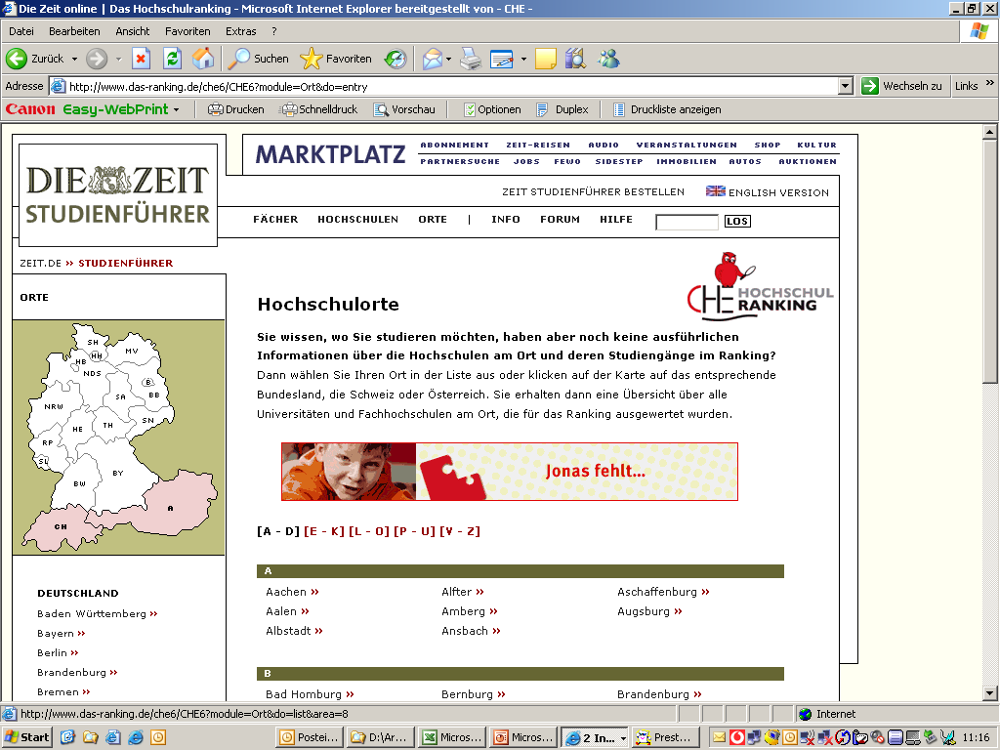 Die Zeit online | Das Hochschulranking - Microsoft Internet Explorer bereitgestellt von - CHE -
Datei Bearbeiten Ansicht Favoriten Extras ?
Zurück Suchen Favoriten
Adresse http://www.das-ranking.de/che6/CHE6?module=Ort&do=entry Wechseln zu Links »
Canon Easy-WebPrint Drucken Schnelldruck Vorschau Optionen Duplex Druckliste anzeigen
DIE ZEIT
STUDIENFÜHRER
MARKTPLATZ
ABONNEMENT ZEIT-REISEN AUDIO VERANSTALTUNGEN SHOP KULTUR
PARTNERSUCHE JOBS FEWO SIDESTEP IMMOBILIEN AUTOS AUKTIONEN
ZEIT STUDIENFÜHRER BESTELLEN ENGLISH VERSION
FÄCHER HOCHSCHULEN ORTE | INFO FORUM HILFE LOS
ZEIT.DE » STUDIENFÜHRER
ORTE
SH
MV
HH
HB
NDS
B
BB
SA
NRW
SN
TH
HE
RP
SL
BY
BW
A
CH
DEUTSCHLAND
Baden Württemberg »
Bayern »
Berlin »
Brandenburg »
Bremen »
CHE HOCHSCHUL
RANKING
Hochschulorte
Sie wissen, wo Sie studieren möchten, haben aber noch keine ausführlichen
Informationen über die Hochschulen am Ort und deren Studiengänge im Ranking?
Dann wählen Sie Ihren Ort in der Liste aus oder klicken auf der Karte auf das entsprechende
Bundesland, die Schweiz oder Österreich. Sie erhalten dann eine Übersicht über alle
Universitäten und Fachhochschulen am Ort, die für das Ranking ausgewertet wurden.
Jonas fehlt...
[A - D] [E - K] [L - O] [P - U] [V - Z]
A
Aachen » Alfter » Aschaffenburg »
Aalen » Amberg » Augsburg »
Albstadt » Ansbach »
B
Bad Homburg » Bernburg » Brandenburg »
http://www.das-ranking.de/che6/CHE6?module=Ort&do=list&area=8 Internet
Start Postei... D:\Ar... Micros... Micros... 2 In... Prest... 11:16